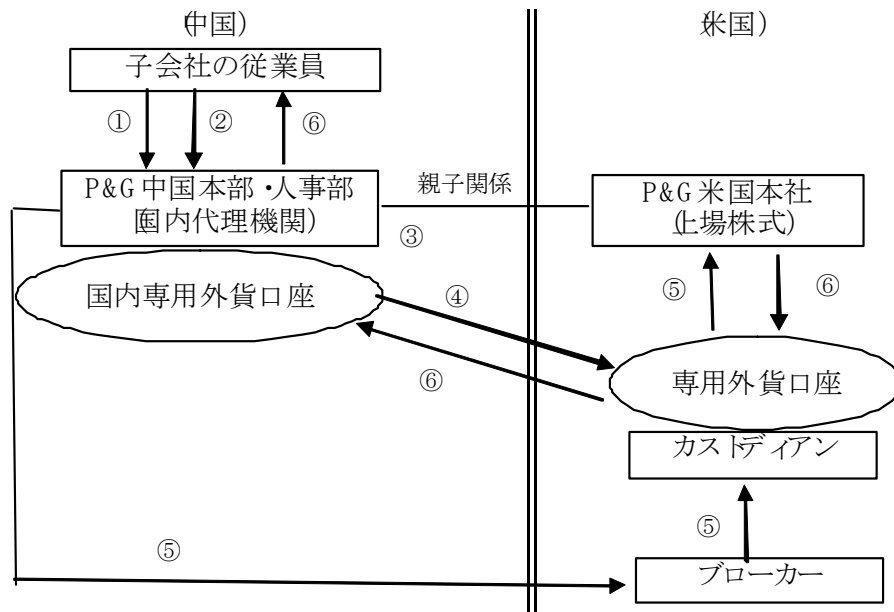 (中国)
(米国)
子会社の従業員
①
②
⑥
P&G 中国本部・人事部
(国内代理機関)
親子関係
P&G 米国本社
(上場株式)
③
国内専用外貨口座
④
⑤
⑥
⑥
専用外貨口座
カストディアン
⑤
⑤
ブローカー